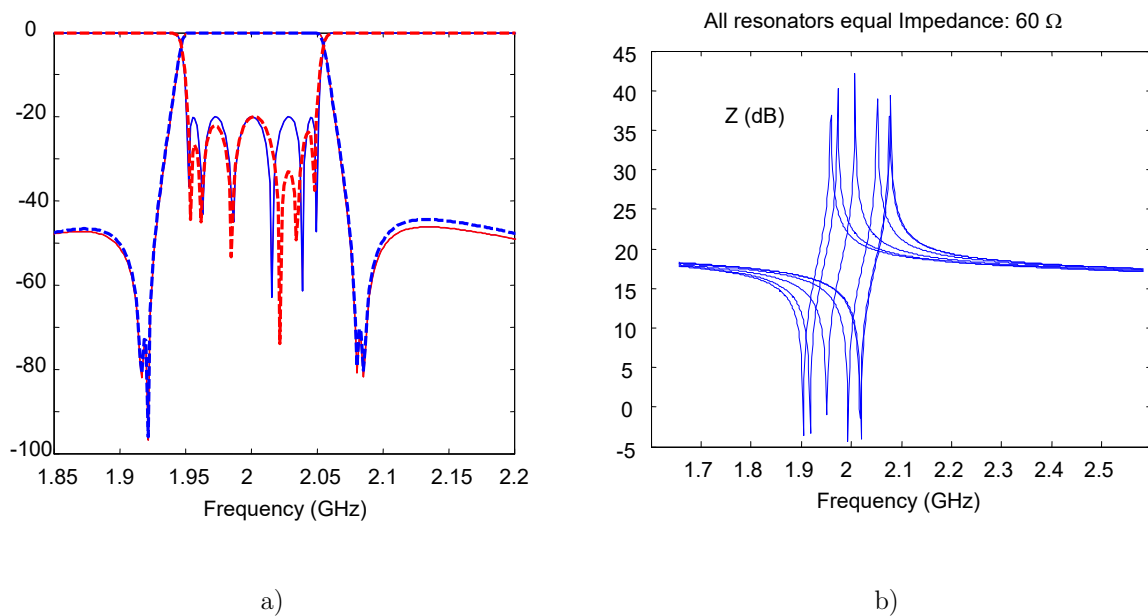 0
-20
-40
-60
-80
-100
1.85 1.9 1.95 2 2.05 2.1 2.15 2.2
Frequency (GHz)
a)
All resonators equal Impedance: 60 Ω
Z (dB)
45
40
35
30
25
20
15
10
5
0
-5
1.7 1.8 1.9 2 2.1 2.2 2.3 2.4 2.5
Frequency (GHz)
b)